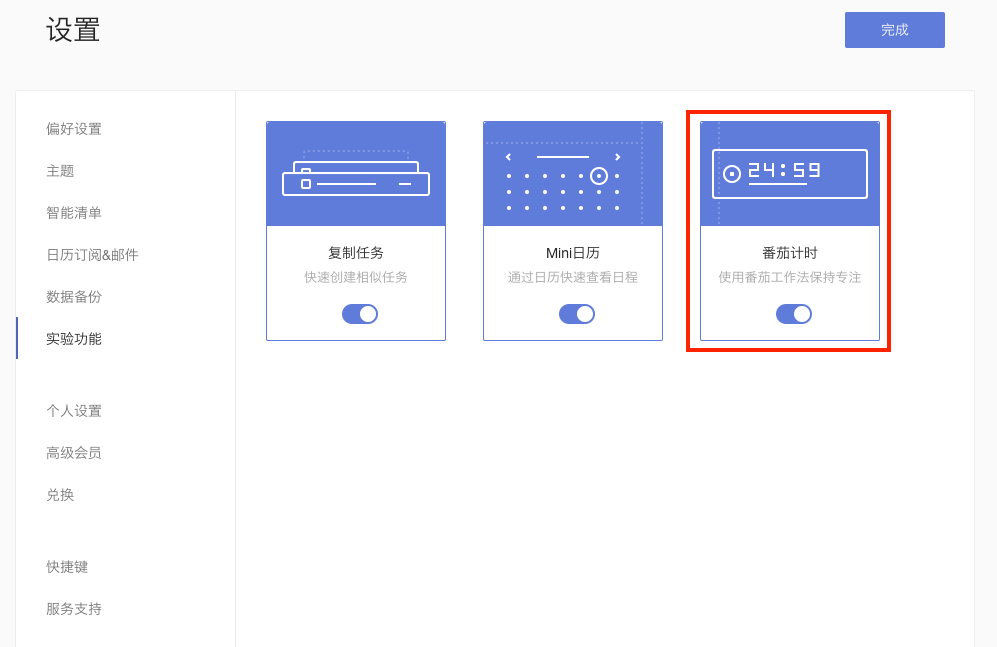 设置
完成
偏好设置
主题
智能清单
日历订阅&邮件
数据备份
实验功能
个人设置
高级会员
兑换
快捷键
服务支持
复制任务
快速创建相似任务
Mini日历
通过日历快速查看日程
24:59
番茄计时
使用番茄工作法保持专注